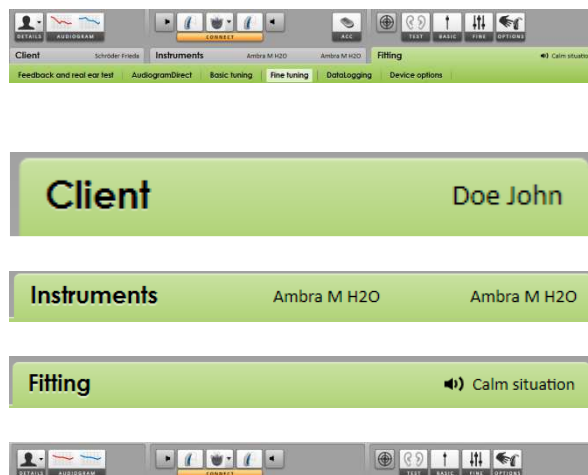 DETAILS AUDIOGRAM CONNECT ACC TEST BASIC FINE OPTIONS
Client Schröder Frieda Instruments Ambra M H2O Ambra M H2O Fitting Calm situation
Feedback and real ear test AudiogramDirect Basic tuning Fine tuning DataLogging Device options
Client Doe John
Instruments Ambra M H2O Ambra M H2O
Fitting Calm situation
DETAILS AUDIOGRAM CONNECT TEST BASIC FINE OPTIONS